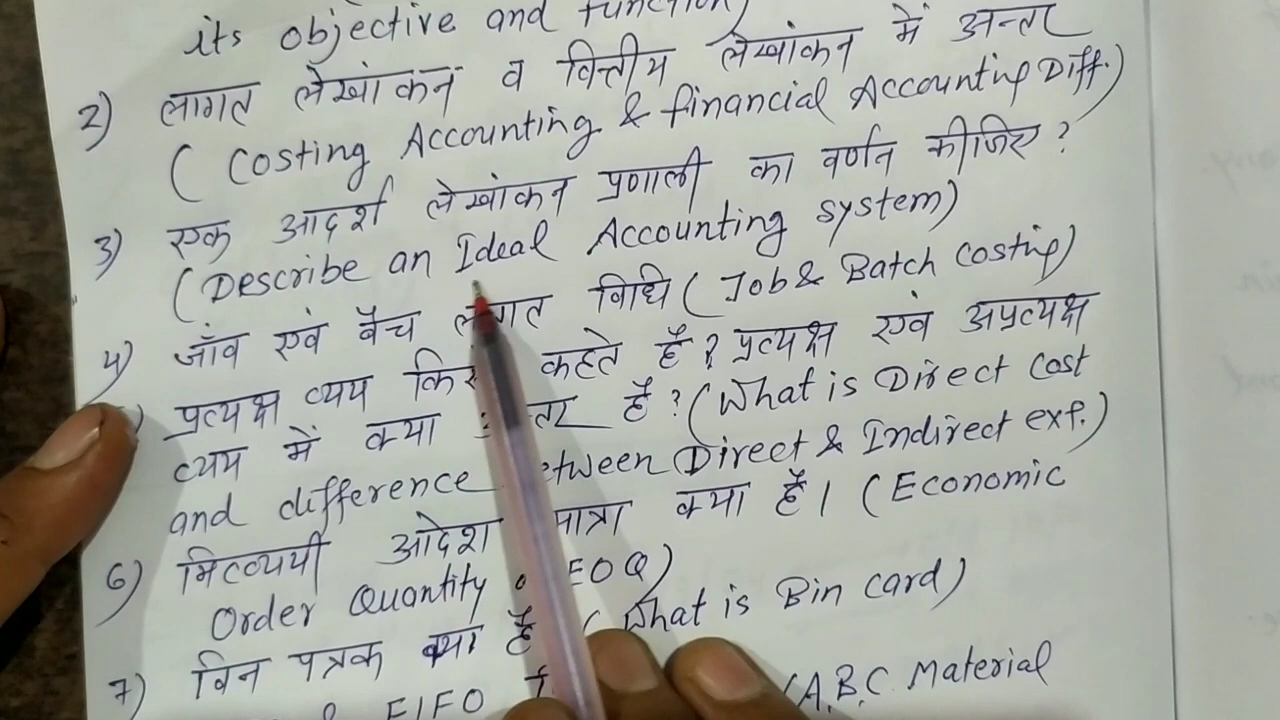 its objective and function)
2) लागत लेखांकन व वित्तीय लेखांकन में अन्तर
( Costing Accounting & financial Accounting Diff.)
3) एक आदर्श लेखांकन प्रणाली का वर्णन कीजिए ?
(Describe an Ideal Accounting system)
4) जॉव एवं बैच लागत विधि ( Job & Batch Costing)
) प्रत्यक्ष व्यय कहते है ? प्रत्यक्ष एवं अप्रत्यक्ष
व्यय में क्या है ? (What is Direct Cost
and difference between Direct & Indirect exp.)
6) मितव्ययी आदेश मात्रा क्या है । (Economic
Order Quantity EOQ)
7) विन पत्रक क्या है ( What is Bin Card)
& FIFO (A.B.C. Material